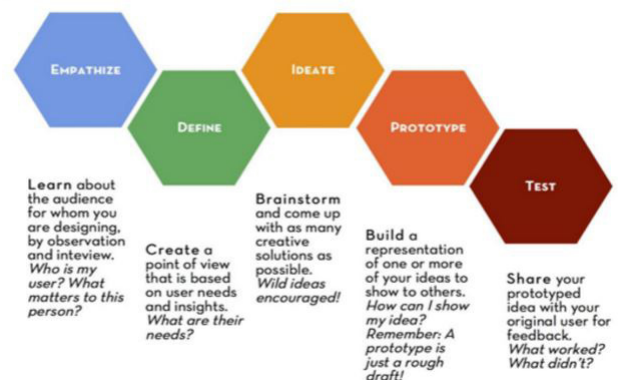 EMPATHIZE
DEFINE
IDEATE
PROTOTYPE
TEST
Learn about
the audience
for whom you
are designing,
by observation
and inteview.
Who is my
user? What
matters to this
person?
Create a
point of view
that is based
on user needs
and insights.
What are their
needs?
Brainstorm
and come up
with as many
creative
solutions as
possible.
Wild ideas
encouraged!
Build a
representation
of one or more
of your ideas to
show to others.
How can I show
my idea?
Remember: A
prototype is
just a rough
draft!
Share your
prototyped
idea with your
original user for
feedback.
What worked?
What didn't?